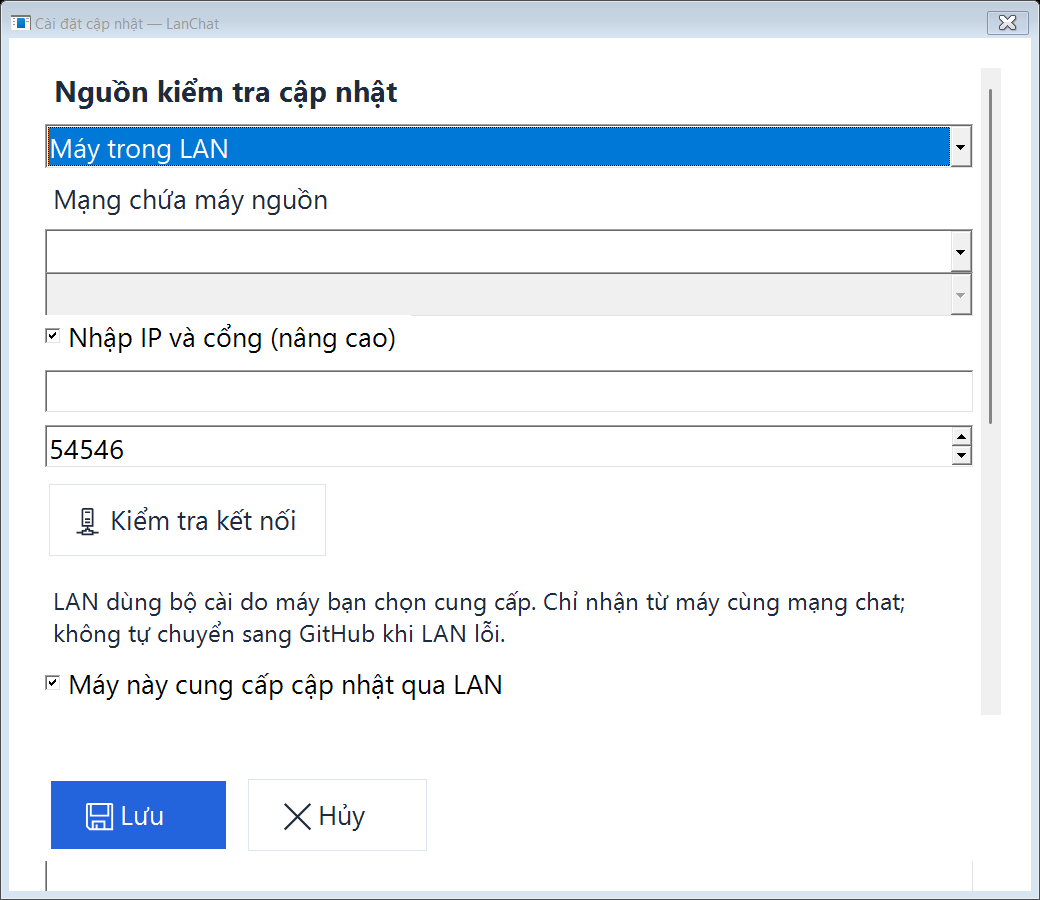 Cài đặt cập nhật — LanChat
Nguồn kiểm tra cập nhật
Máy trong LAN
Mạng chứa máy nguồn
Nhập IP và cổng (nâng cao)
54546
Kiểm tra kết nối
LAN dùng bộ cài do máy bạn chọn cung cấp. Chỉ nhận từ máy cùng mạng chat;
không tự chuyển sang GitHub khi LAN lỗi.
Máy này cung cấp cập nhật qua LAN
Lưu
Hủy